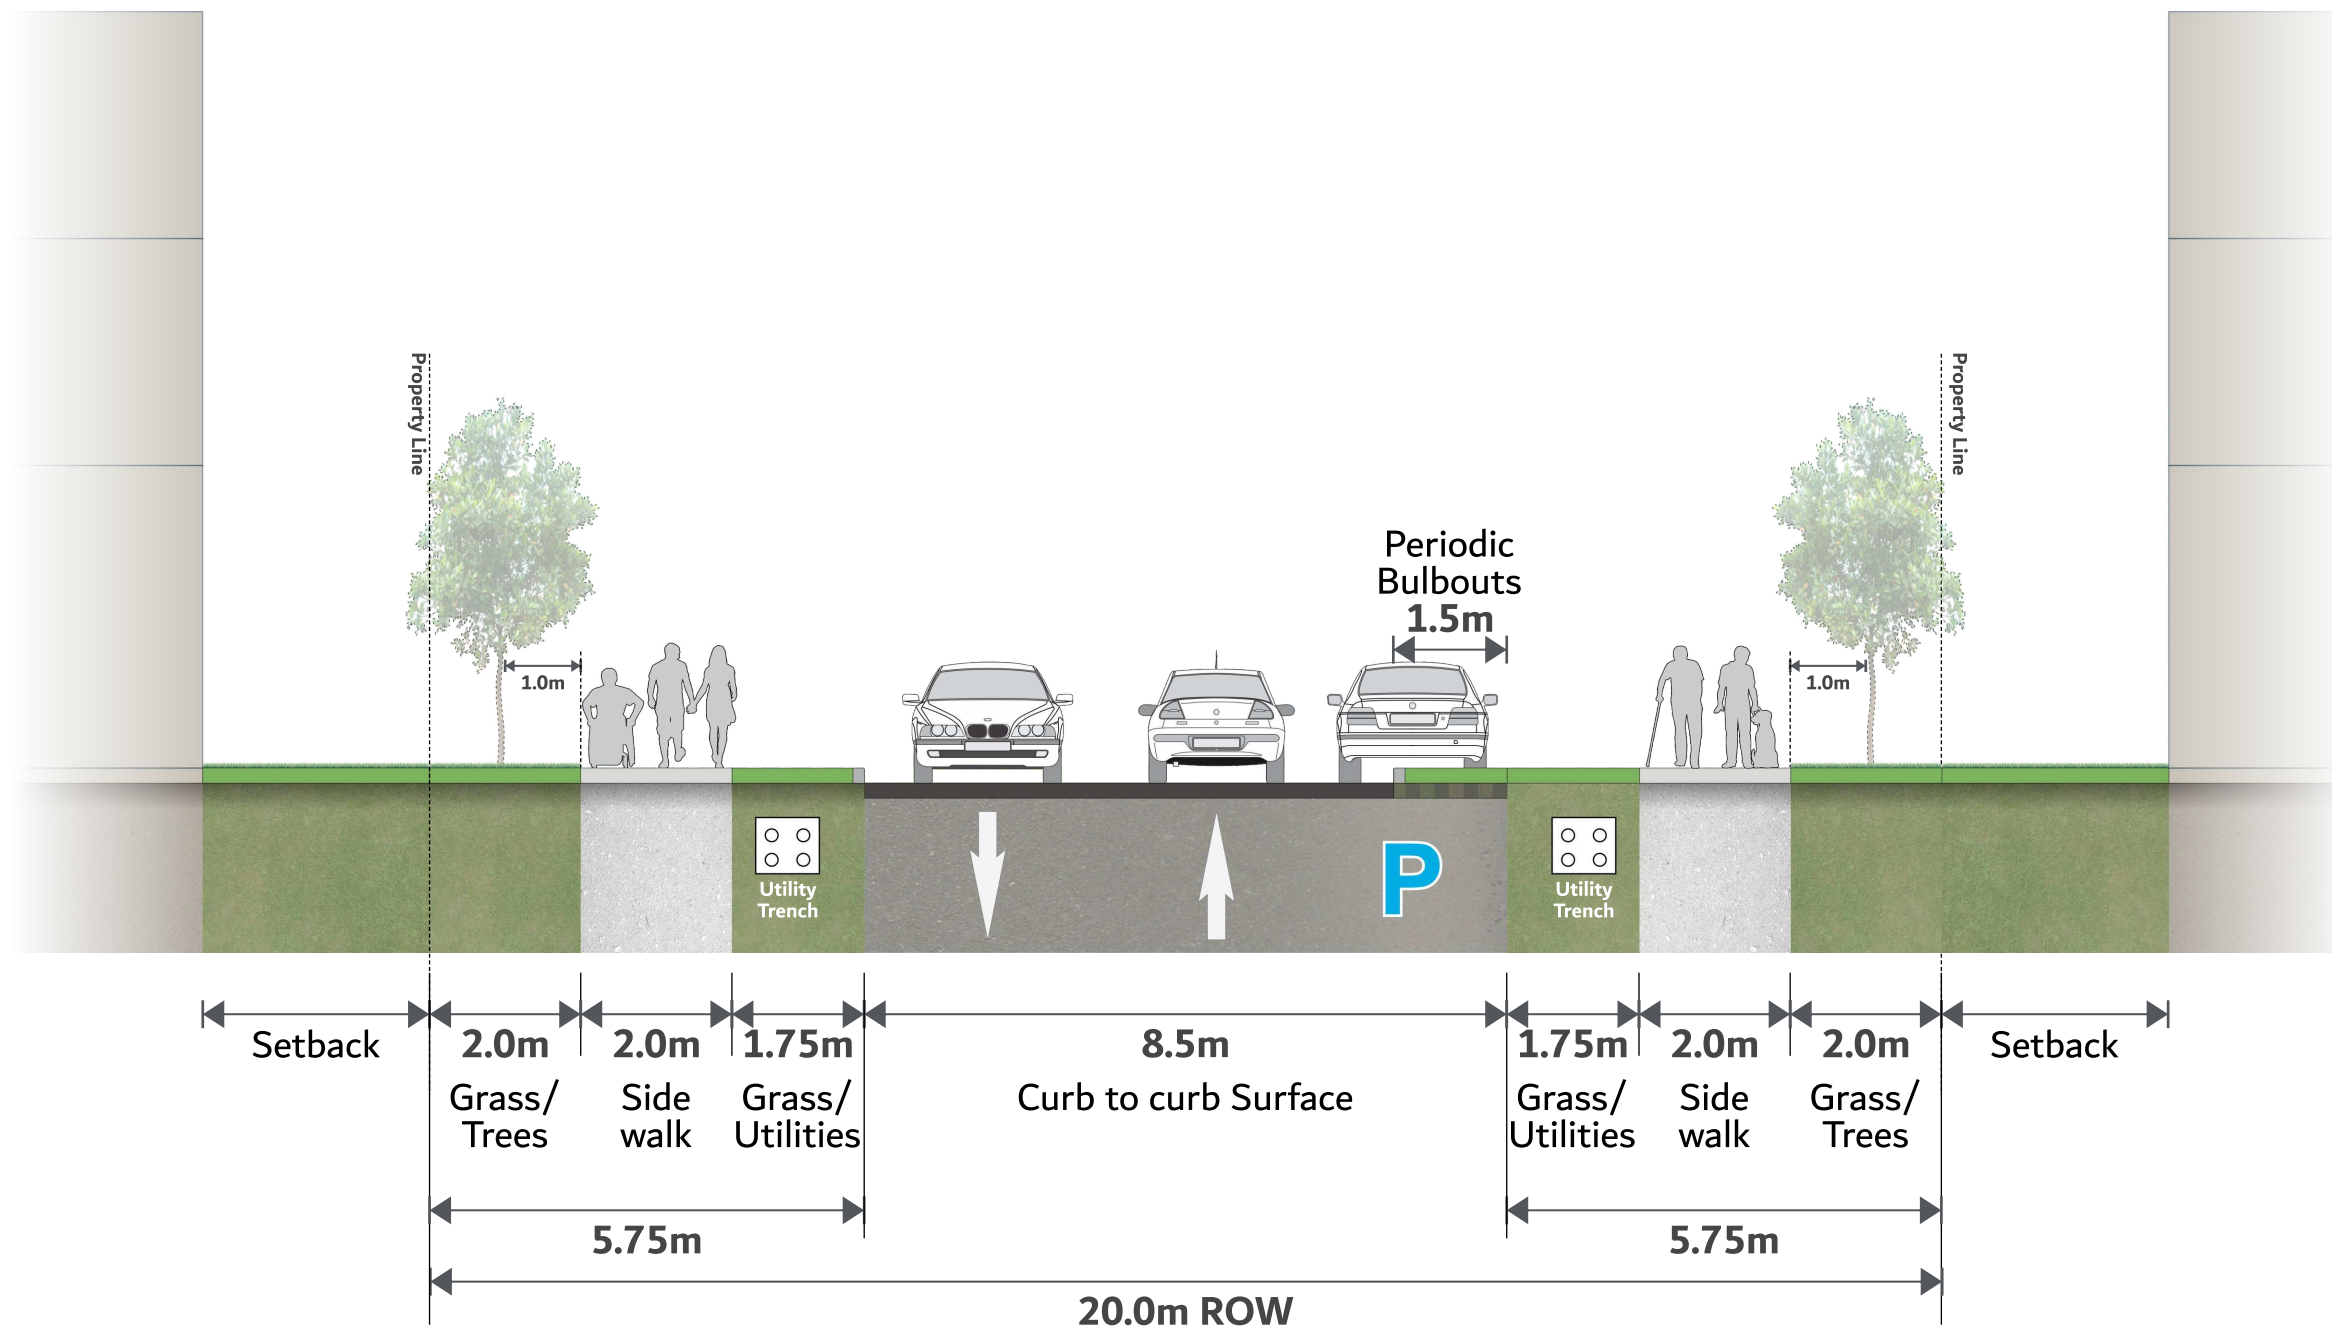 Property Line
Property Line
Periodic
Bulbouts
1.5m
1.0m
1.0m
P
Utility
Trench
Utility
Trench
Setback
2.0m
Grass/
Trees
2.0m
Side
walk
1.75m
Grass/
Utilities
8.5m
Curb to curb Surface
1.75m
Grass/
Utilities
2.0m
Side
walk
2.0m
Grass/
Trees
Setback
5.75m
5.75m
20.0m ROW